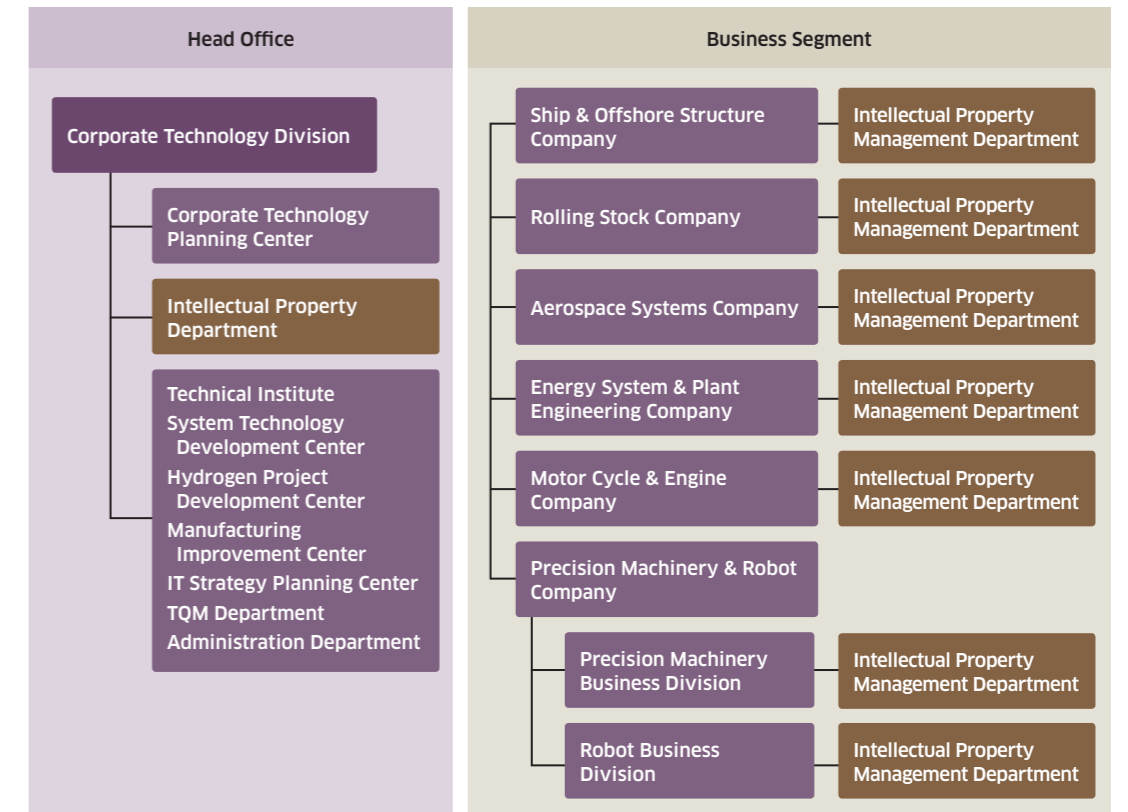 Head Office
Corporate Technology Division
Corporate Technology
Planning Center
Intellectual Property
Department
Technical Institute
System Technology
Development Center
Hydrogen Project
Development Center
Manufacturing
Improvement Center
IT Strategy Planning Center
TQM Department
Administration Department
Business Segment
Ship & Offshore Structure
Company
Intellectual Property
Management Department
Rolling Stock Company
Intellectual Property
Management Department
Aerospace Systems Company
Intellectual Property
Management Department
Energy System & Plant
Engineering Company
Intellectual Property
Management Department
Motor Cycle & Engine
Company
Intellectual Property
Management Department
Precision Machinery & Robot
Company
Precision Machinery
Business Division
Intellectual Property
Management Department
Robot Business
Division
Intellectual Property
Management Department